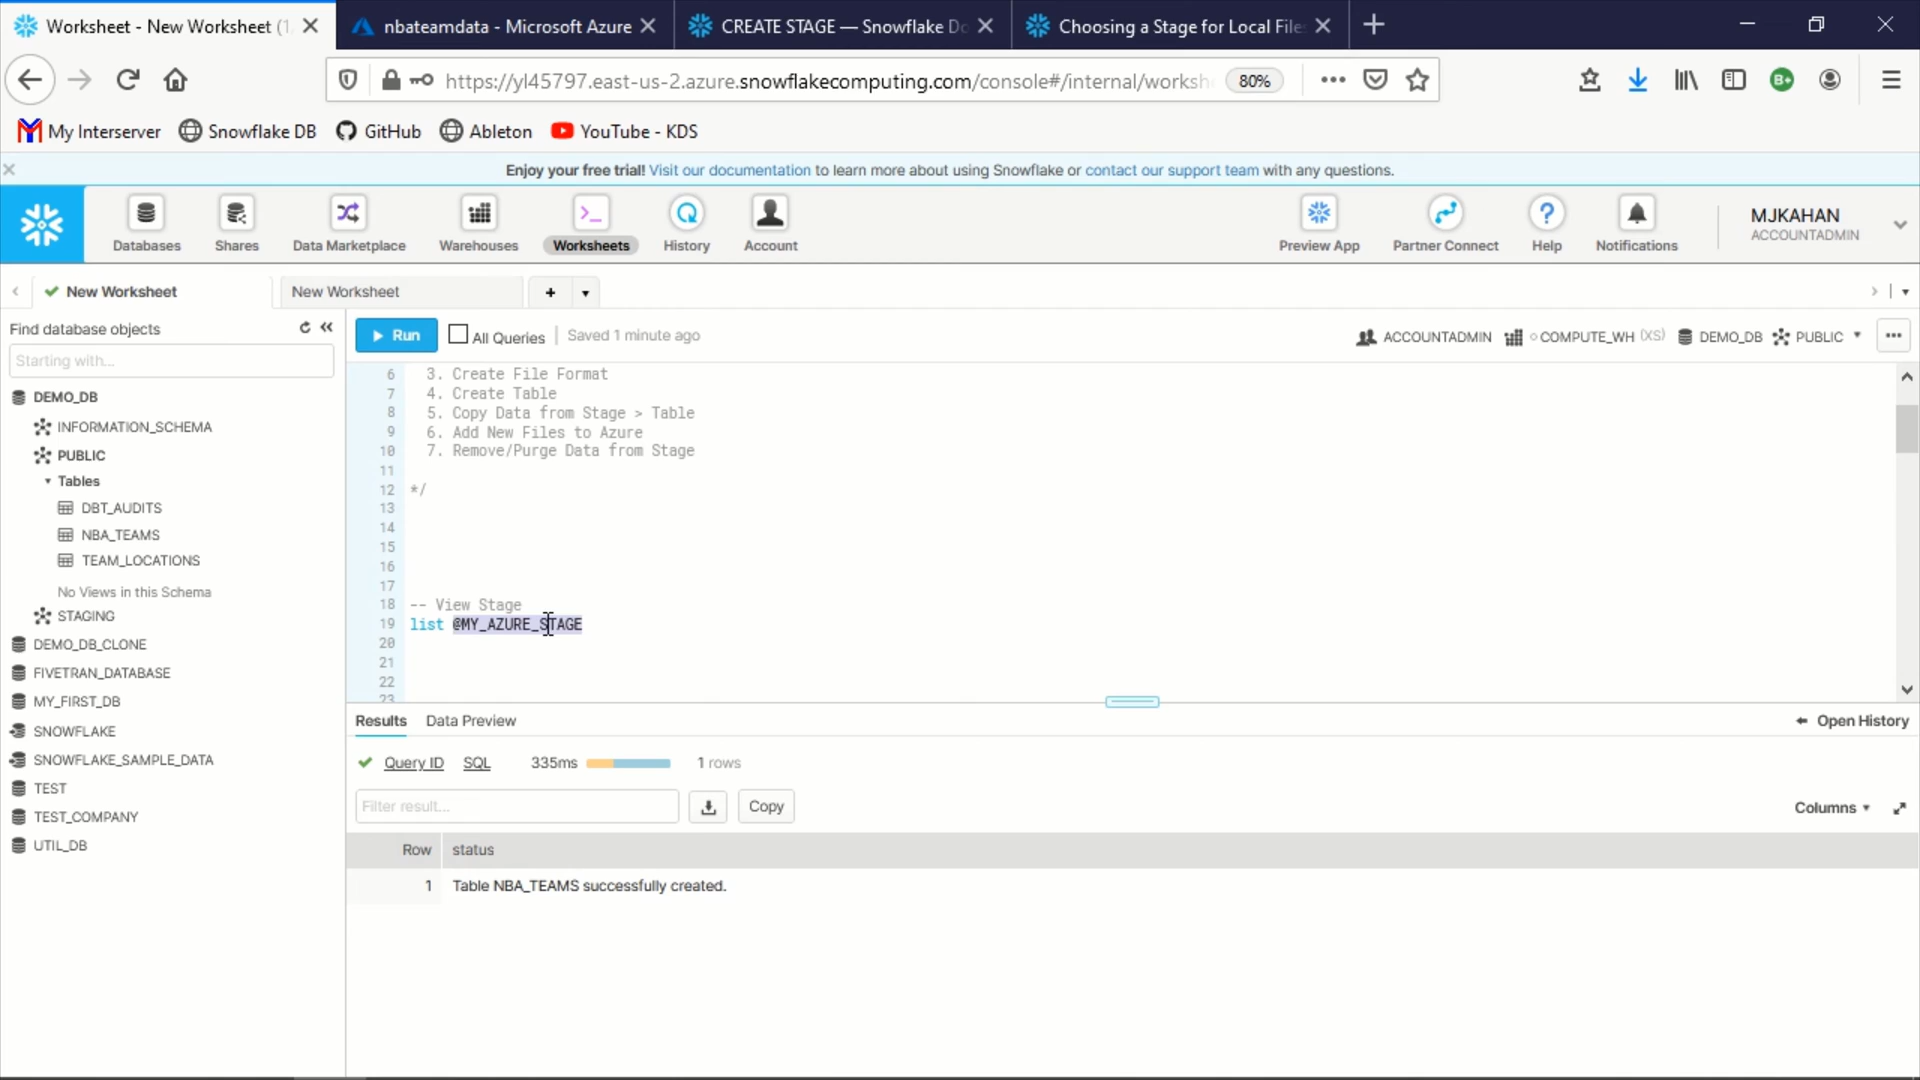 Worksheet - New Worksheet (1
nbateamdata - Microsoft Azure
CREATE STAGE — Snowflake Do
Choosing a Stage for Local File
https://yl45797.east-us-2.azure.snowflakecomputing.com/console#/internal/worksh
80%
My Interserver
Snowflake DB
GitHub
Ableton
YouTube - KDS
Enjoy your free trial! Visit our documentation to learn more about using Snowflake or contact our support team with any questions.
Databases
Shares
Data Marketplace
Warehouses
Worksheets
History
Account
Preview App
Partner Connect
Help
Notifications
MJKAHAN
ACCOUNTADMIN
New Worksheet
New Worksheet
Find database objects
Starting with...
Run
All Queries
Saved 1 minute ago
ACCOUNTADMIN
COMPUTE_WH (XS)
DEMO_DB
PUBLIC
DEMO_DB
INFORMATION_SCHEMA
PUBLIC
Tables
DBT_AUDITS
NBA_TEAMS
TEAM_LOCATIONS
No Views in this Schema
STAGING
DEMO_DB_CLONE
FIVETRAN_DATABASE
MY_FIRST_DB
SNOWFLAKE
SNOWFLAKE_SAMPLE_DATA
TEST
TEST_COMPANY
UTIL_DB
6 3. Create File Format
7 4. Create Table
8 5. Copy Data from Stage > Table
9 6. Add New Files to Azure
10 7. Remove/Purge Data from Stage
11
12 */
13
14
15
16
17
18 -- View Stage
19 list @MY_AZURE_STAGE
20
21
22
23
Results
Data Preview
Open History
Query ID
SQL
335ms
1 rows
Filter result...
Copy
Columns
Row
status
1
Table NBA_TEAMS successfully created.